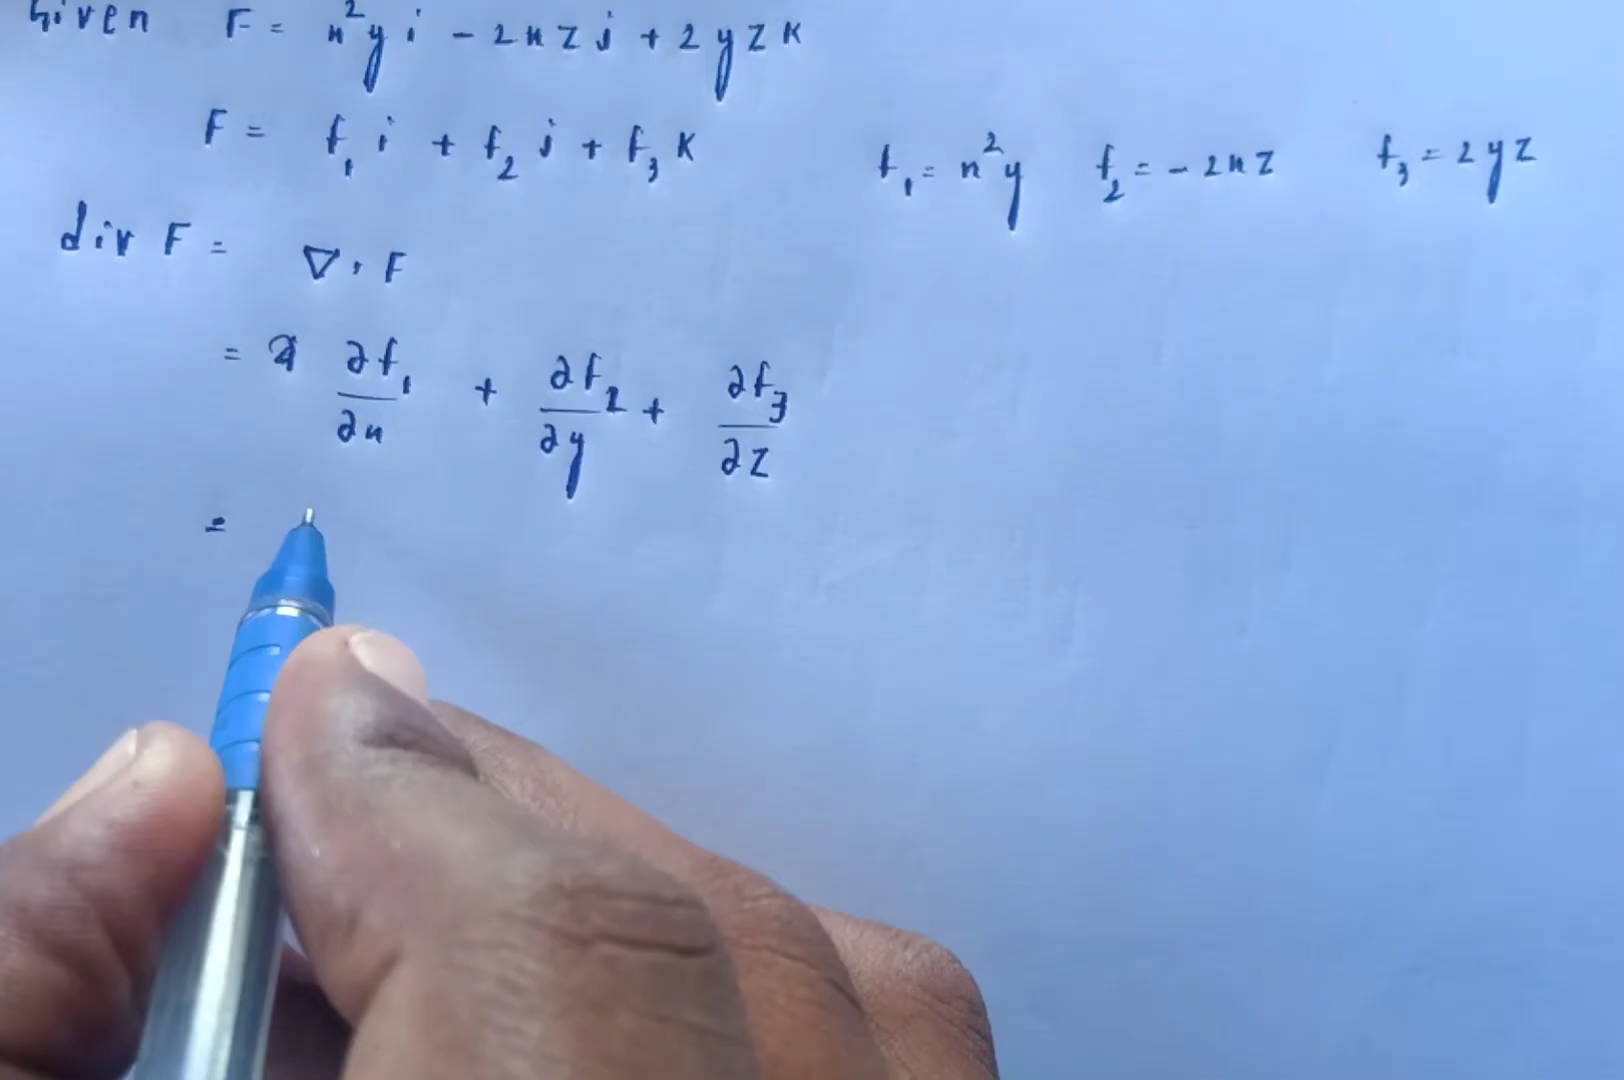 Given F = x²y i - 2xz j + 2yz k
F = f₁ i + f₂ j + f₃ k f₁ = x²y f₂ = -2xz f₃ = 2yz
div F = ∇ . F
= ∂f₁/∂x + ∂f₂/∂y + ∂f₃/∂z
=